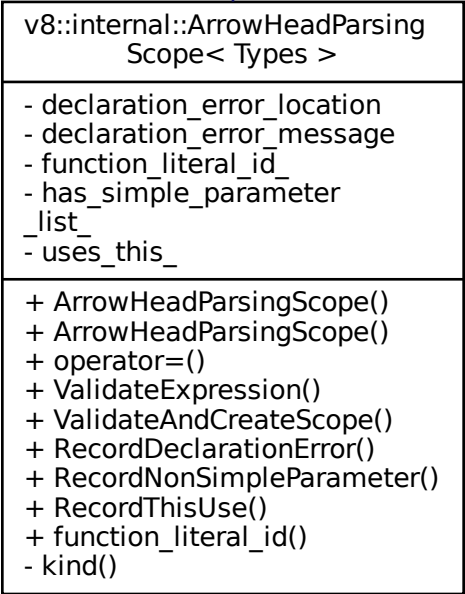 v8::internal::ArrowHeadParsing
Scope< Types >
- declaration_error_location
- declaration_error_message
- function_literal_id_
- has_simple_parameter
_list_
- uses_this_
+ ArrowHeadParsingScope()
+ ArrowHeadParsingScope()
+ operator=()
+ ValidateExpression()
+ ValidateAndCreateScope()
+ RecordDeclarationError()
+ RecordNonSimpleParameter()
+ RecordThisUse()
+ function_literal_id()
- kind()